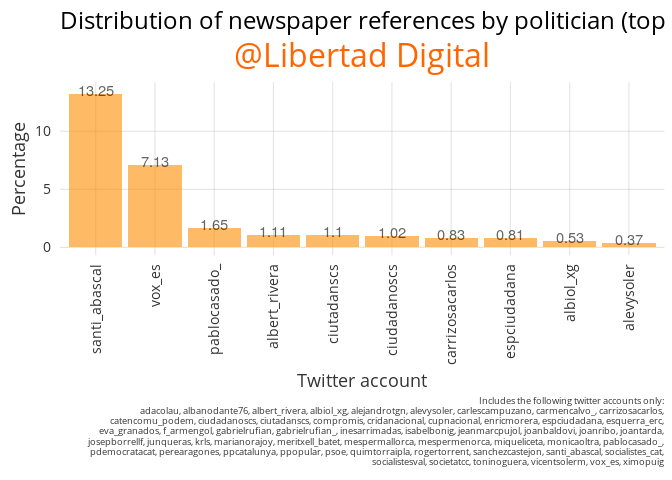 Distribution of newspaper references by politician (top
@Libertad Digital
Percentage
10
5
0
13.25
7.13
1.65
1.11
1.1
1.02
0.83
0.81
0.53
0.37
santi_abascal
vox_es
pablocasado_
albert_rivera
ciutadanscs
ciudadanoscs
carrizosacarlos
espciudadana
albiol_xg
alevysoler
Twitter account
Includes the following twitter accounts only:
adacolau, albanodante76, albert_rivera, albiol_xg, alejandrotgn, alevysoler, carlescampuzano, carmencalvo_, carrizosacarlos,
catencomu_podem, ciudadanoscs, ciutadanscs, compromis, cridanacional, cupnacional, enricmorera, espciudadana, esquerra_erc,
eva_granados, f_armengol, gabrielrufian, gabrielrufian_, inesarrimadas, isabelbonig, jeanmarcpujol, joanbaldovi, joanribo, joantarda,
josepborrellf, junqueras, krls, marianorajoy, meritxell_batet, mespermallorca, mespermenorca, miqueliceta, monicaoltra, pablocasado_,
pdemocratacat, perearagones, ppcatalunya, ppopular, psoe, quimtorraipla, rogertorrent, sanchezcastejon, santi_abascal, socialistes_cat,
socialistesval, societatcc, toninoguera, vicentsolerm, vox_es, ximopuig